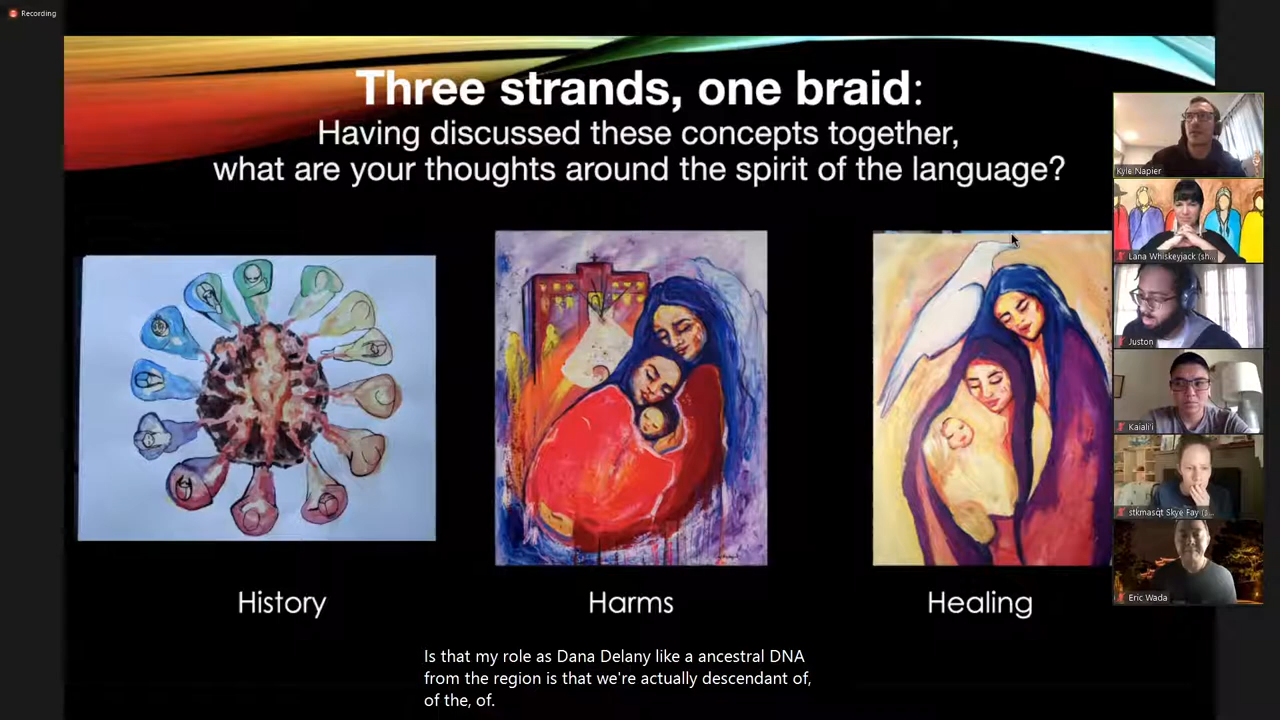 Recording
Three strands, one braid:
Having discussed these concepts together,
what are your thoughts around the spirit of the language?
Kyle Napier
Lana Whiskeyjack (sh...
Juston
Kaiali'i
stkmasqt Skye Fay (s...
Eric Wada
History
Harms
Healing
Is that my role as Dana Delany like a ancestral DNA
from the region is that we're actually descendant of,
of the, of.